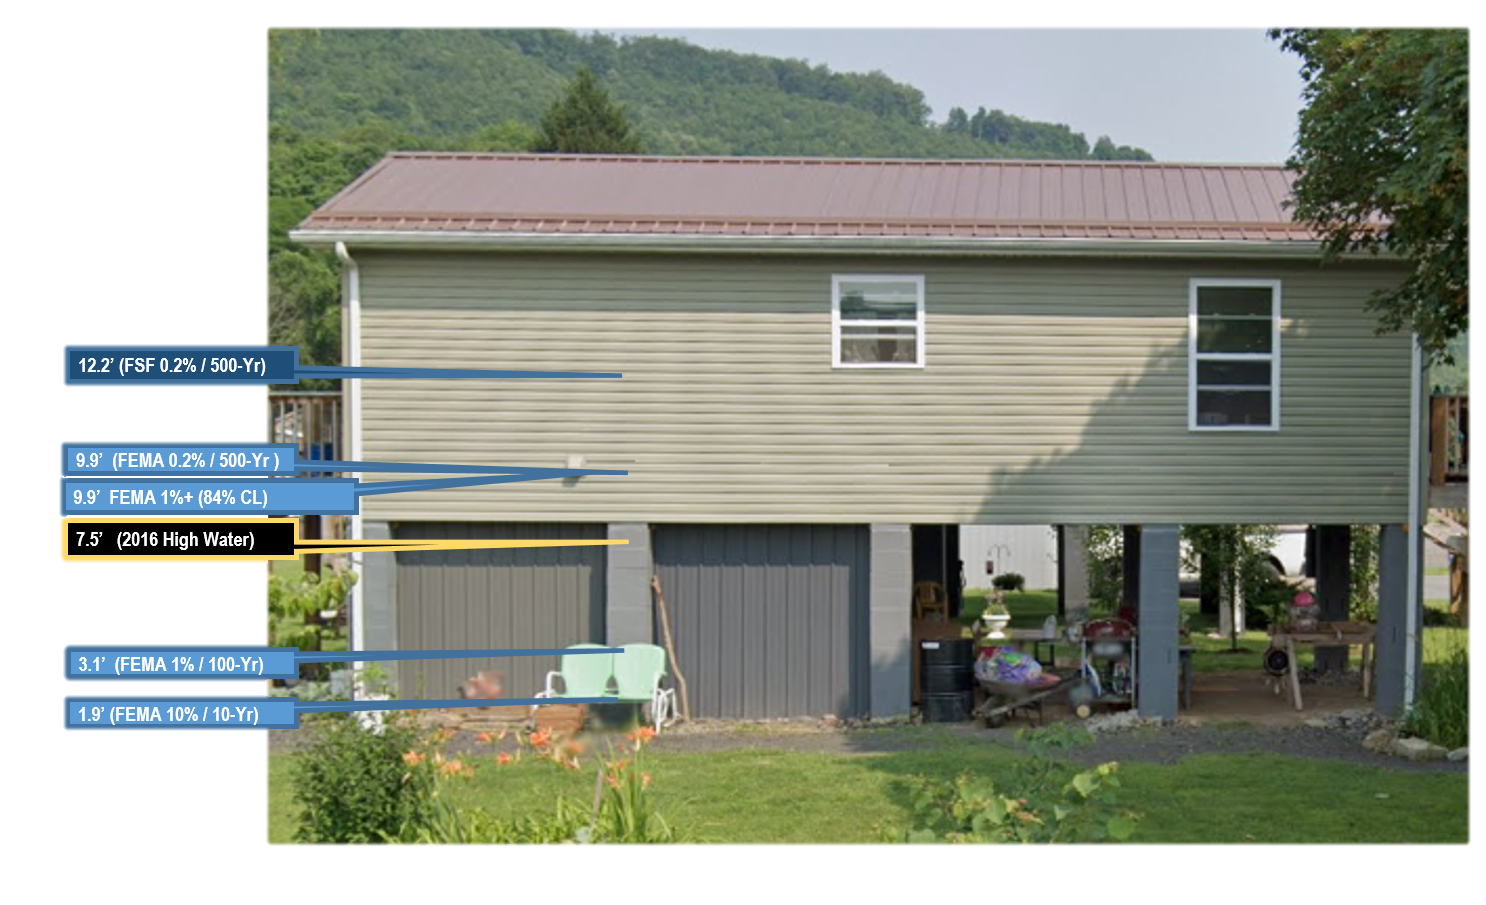 12.2’ (FSF 0.2% / 500-Yr)
9.9’ (FEMA 0.2% / 500-Yr )
9.9’ FEMA 1%+ (84% CL)
7.5’ (2016 High Water)
3.1’ (FEMA 1% / 100-Yr)
1.9’ (FEMA 10% / 10-Yr)